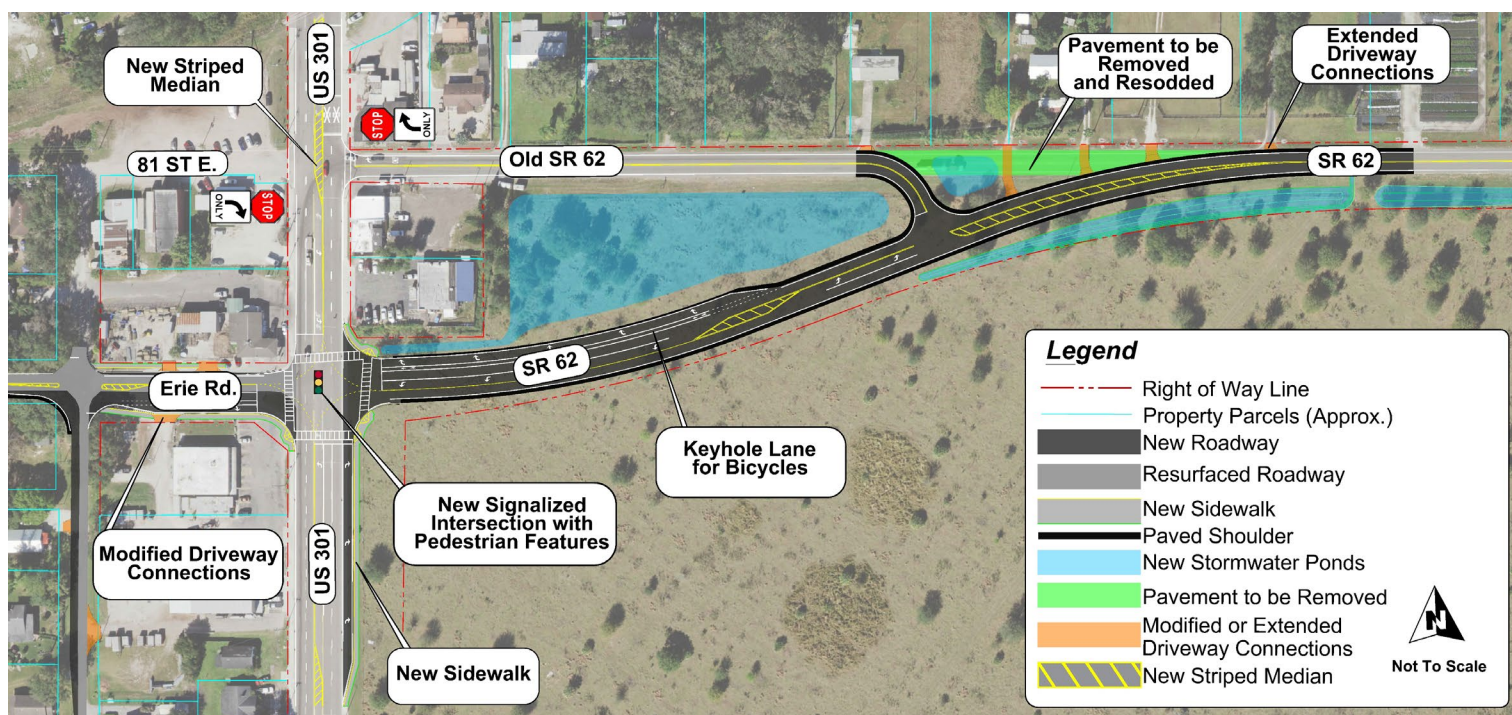 New Striped
Median
US 301
STOP
ONLY
Pavement to be
Removed
and Resodded
Extended
Driveway
Connections
81 ST E.
ONLY
STOP
Old SR 62
SR 62
Erie Rd.
SR 62
Keyhole Lane
for Bicycles
New Signalized
Intersection with
Pedestrian Features
Modified Driveway
Connections
US 301
New Sidewalk
Legend
Right of Way Line
Property Parcels (Approx.)
New Roadway
Resurfaced Roadway
New Sidewalk
Paved Shoulder
New Stormwater Ponds
Pavement to be Removed
Modified or Extended
Driveway Connections
New Striped Median
N
Not To Scale